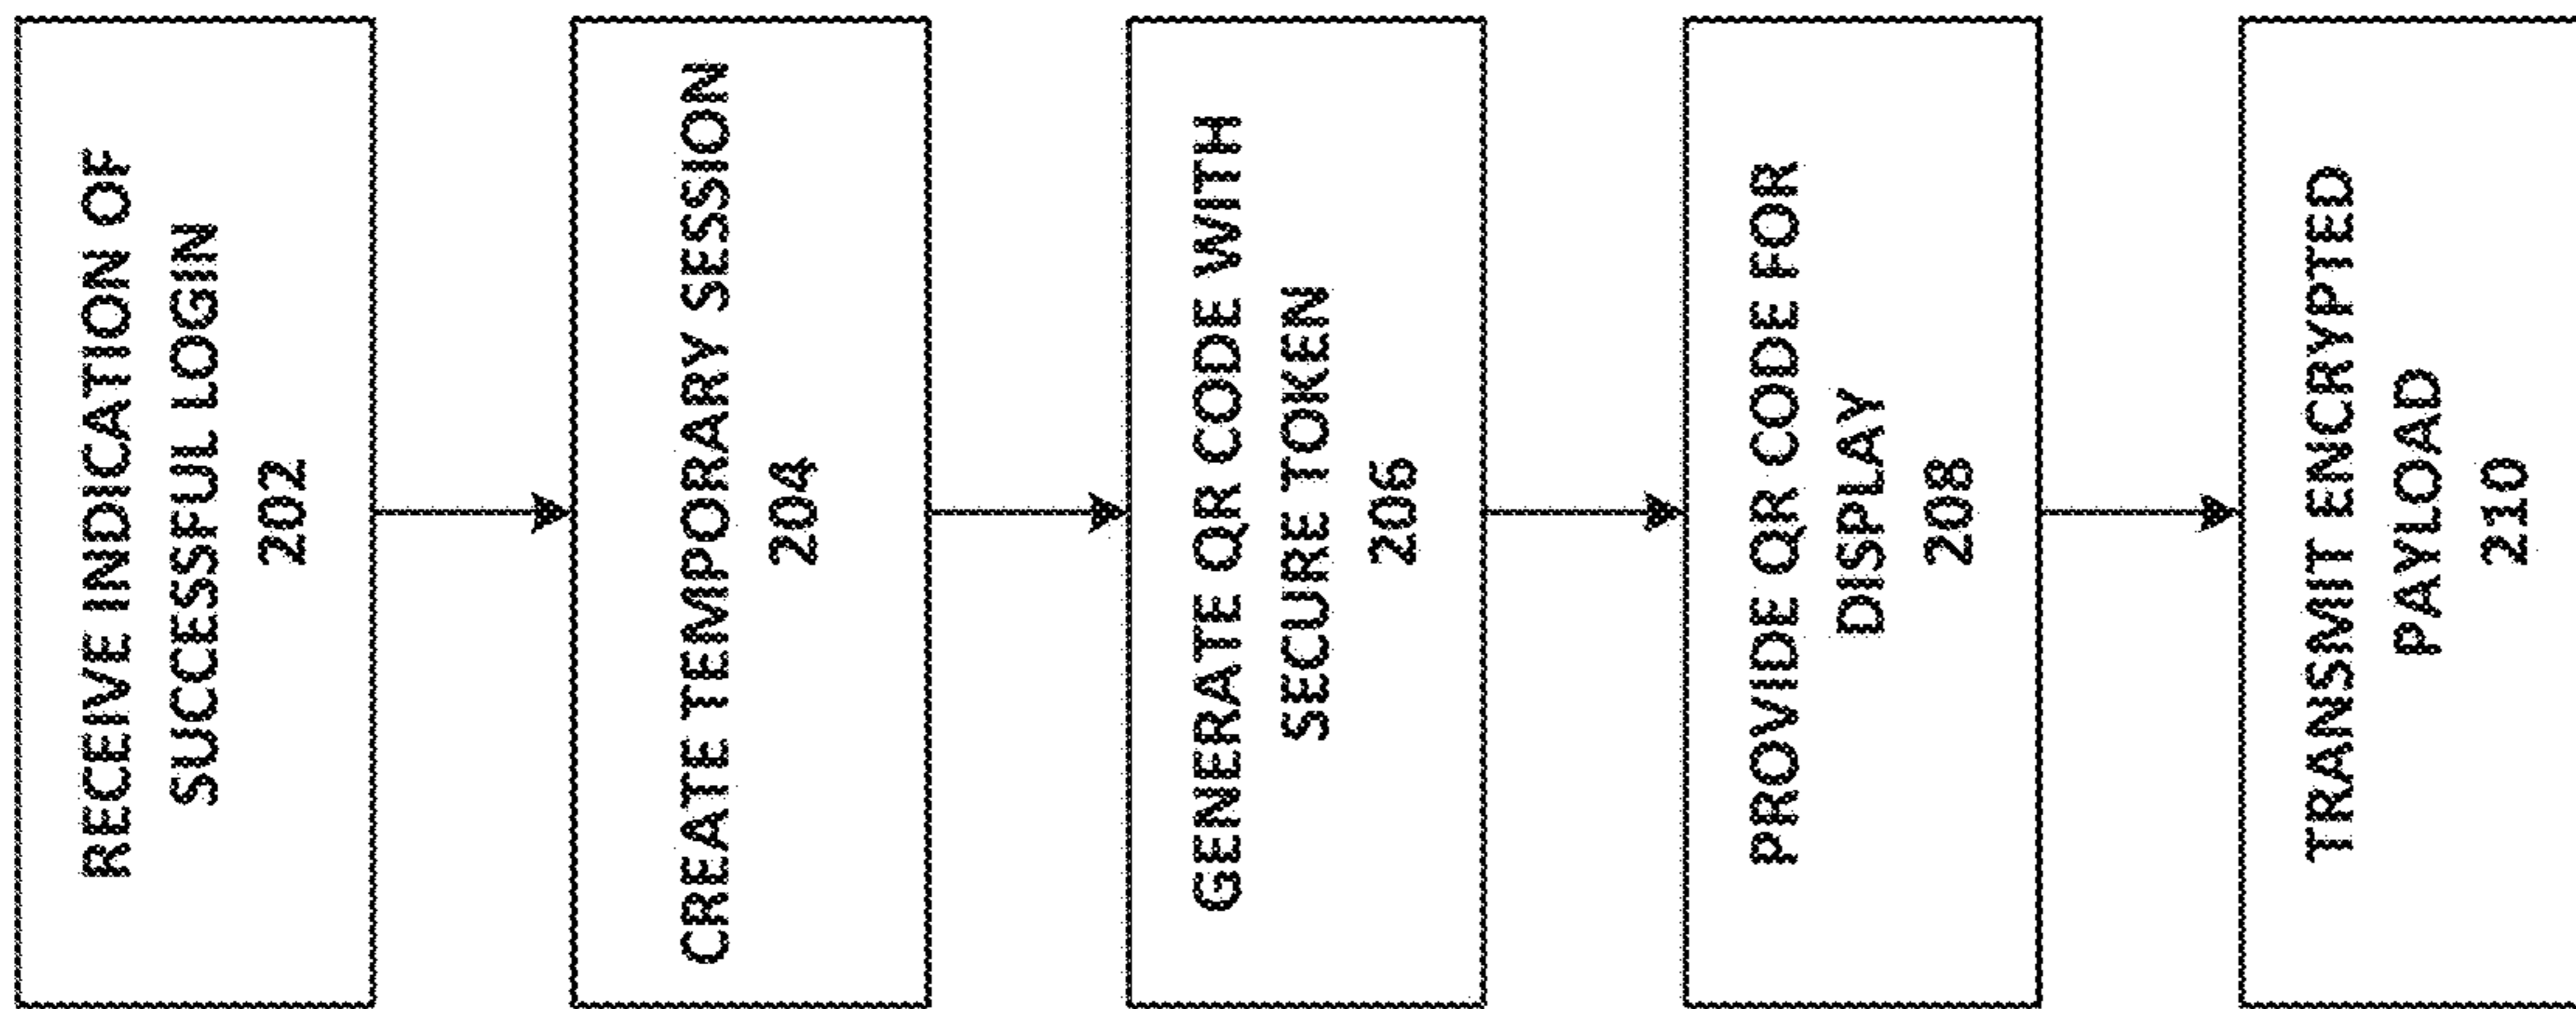 RECEIVE INDICATION OF
SUCCESSFUL LOGIN
202
CREATE TEMPORARY SESSION
204
GENERATE QR CODE WITH
SECURE TOKEN
206
PROVIDE QR CODE FOR
DISPLAY
208
TRANSMIT ENCRYPTED
PAYLOAD
210